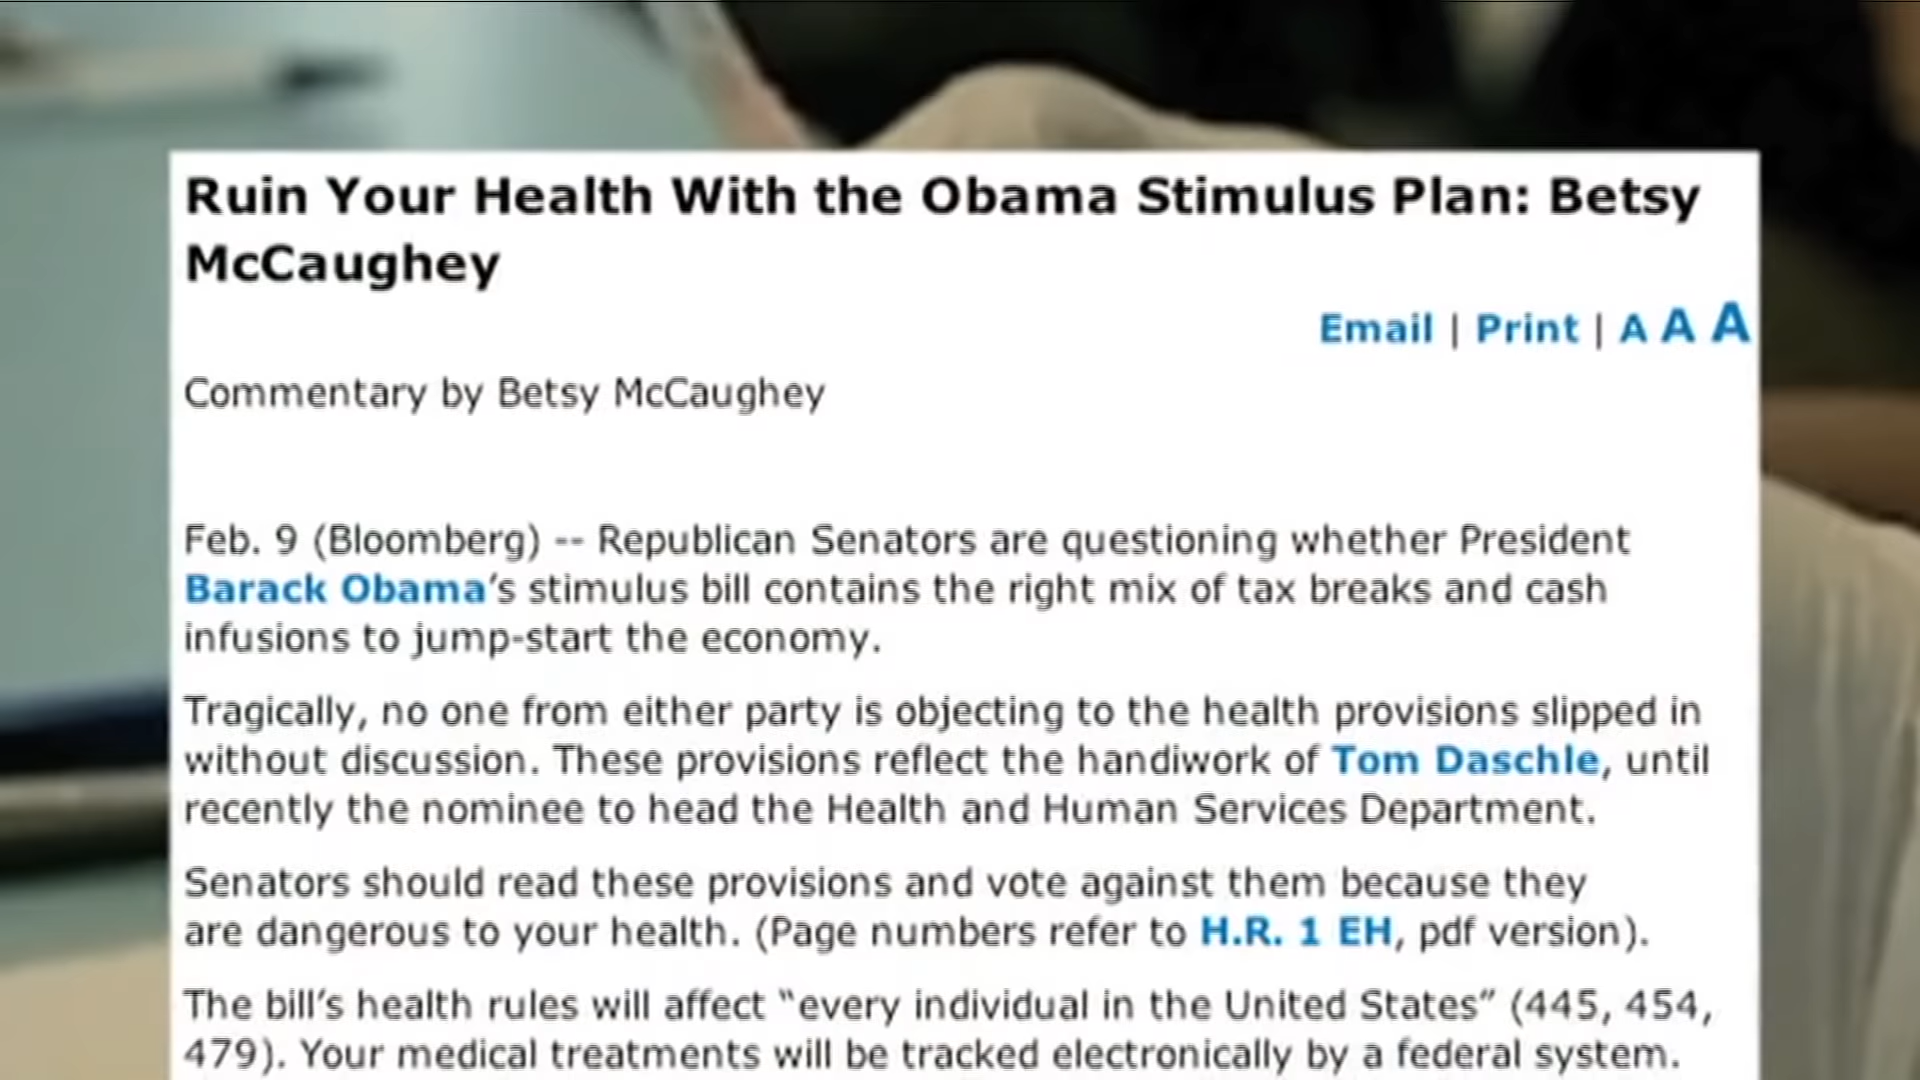 Ruin Your Health With the Obama Stimulus Plan: Betsy
McCaughey
Email | Print | A A A
Commentary by Betsy McCaughey
Feb. 9 (Bloomberg) -- Republican Senators are questioning whether President
Barack Obama’s stimulus bill contains the right mix of tax breaks and cash
infusions to jump-start the economy.
Tragically, no one from either party is objecting to the health provisions slipped in
without discussion. These provisions reflect the handiwork of Tom Daschle, until
recently the nominee to head the Health and Human Services Department.
Senators should read these provisions and vote against them because they
are dangerous to your health. (Page numbers refer to H.R. 1 EH, pdf version).
The bill’s health rules will affect “every individual in the United States” (445, 454,
479). Your medical treatments will be tracked electronically by a federal system.